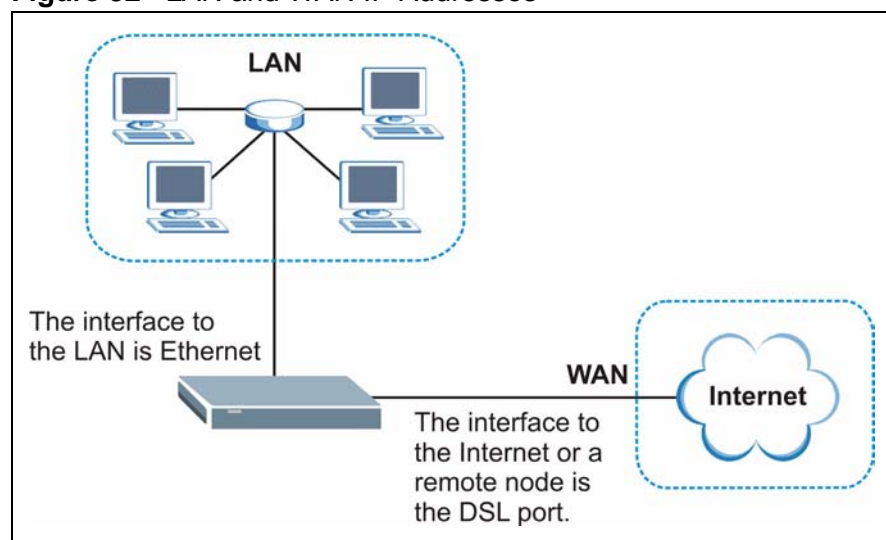 LAN
The interface to
the LAN is Ethernet
WAN
Internet
The interface to
the Internet or a
remote node is
the DSL port.